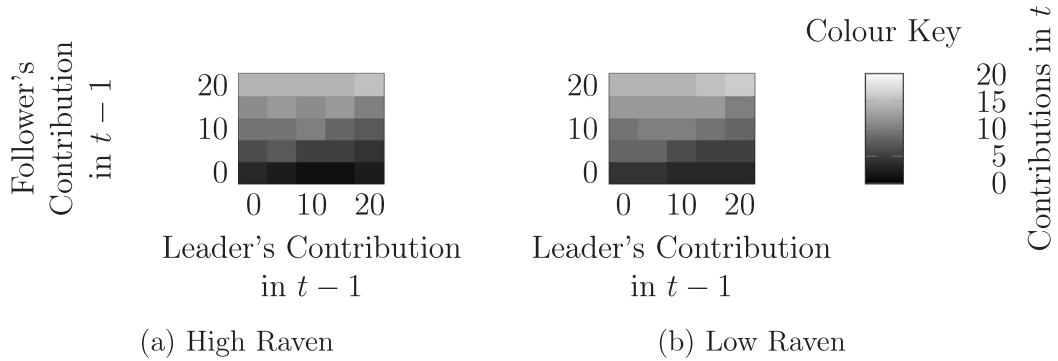 Follower's
Contribution
in t − 1
20
10
0
0 10 20
Leader's Contribution
in t − 1
(a) High Raven
20
10
0
0 10 20
Leader's Contribution
in t − 1
(b) Low Raven
Colour Key
20
15
10
5
0
Contributions in t